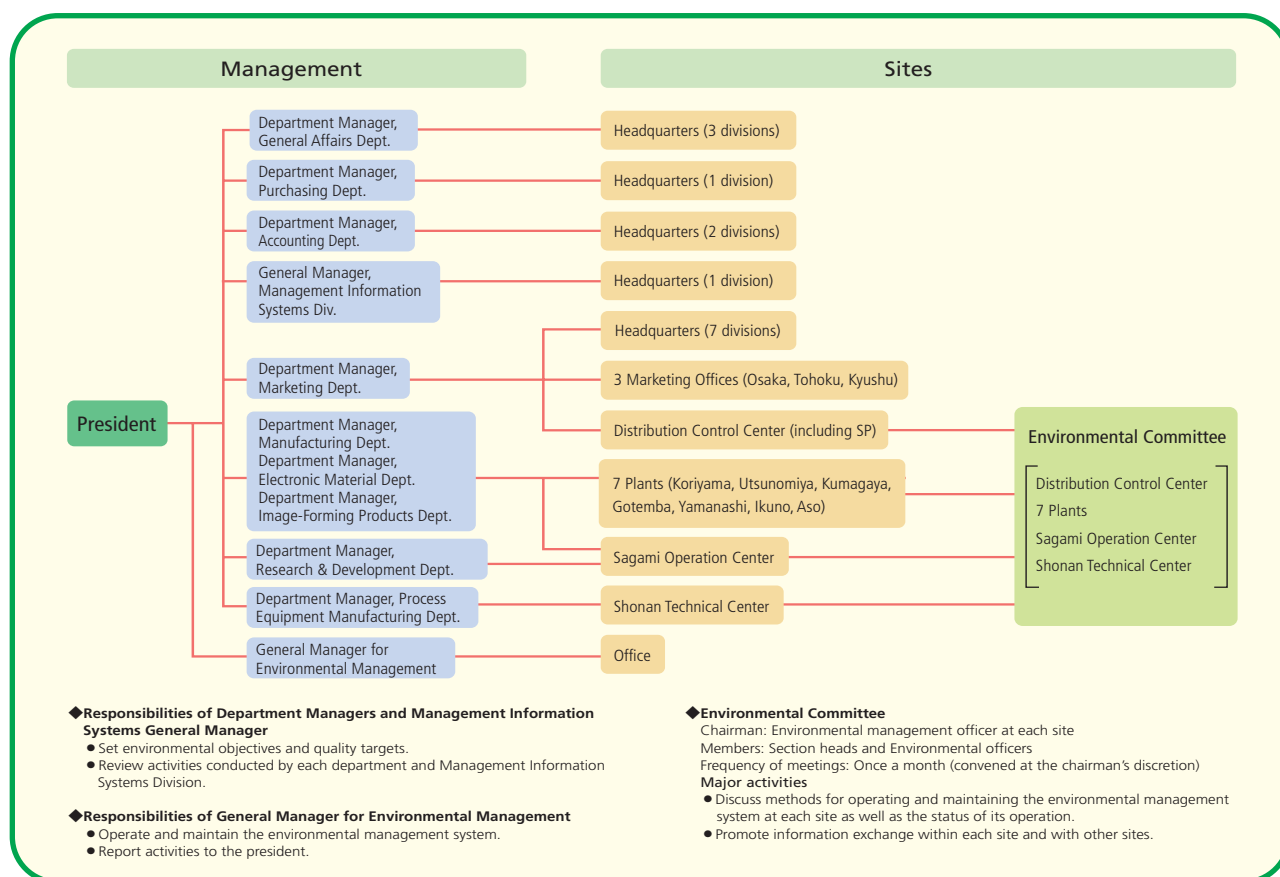 Management
Sites
Department Manager,
General Affairs Dept.
Headquarters (3 divisions)
Department Manager,
Purchasing Dept.
Headquarters (1 division)
Department Manager,
Accounting Dept.
Headquarters (2 divisions)
General Manager,
Management Information
Systems Div.
Headquarters (1 division)
Headquarters (7 divisions)
Department Manager,
Marketing Dept.
3 Marketing Offices (Osaka, Tohoku, Kyushu)
Distribution Control Center (including SP)
President
Department Manager,
Manufacturing Dept.
Department Manager,
Electronic Material Dept.
Department Manager,
Image-Forming Products Dept.
7 Plants (Koriyama, Utsunomiya, Kumagaya,
Gotemba, Yamanashi, Ikuno, Aso)
Department Manager,
Research & Development Dept.
Sagami Operation Center
Department Manager, Process
Equipment Manufacturing Dept.
Shonan Technical Center
General Manager for
Environmental Management
Office
Environmental Committee
Distribution Control Center
7 Plants
Sagami Operation Center
Shonan Technical Center
◆Responsibilities of Department Managers and Management Information
Systems General Manager
● Set environmental objectives and quality targets.
● Review activities conducted by each department and Management Information
Systems Division.
◆Responsibilities of General Manager for Environmental Management
● Operate and maintain the environmental management system.
● Report activities to the president.
◆Environmental Committee
Chairman: Environmental management officer at each site
Members: Section heads and Environmental officers
Frequency of meetings: Once a month (convened at the chairman's discretion)
Major activities
● Discuss methods for operating and maintaining the environmental management
system at each site as well as the status of its operation.
● Promote information exchange within each site and with other sites.